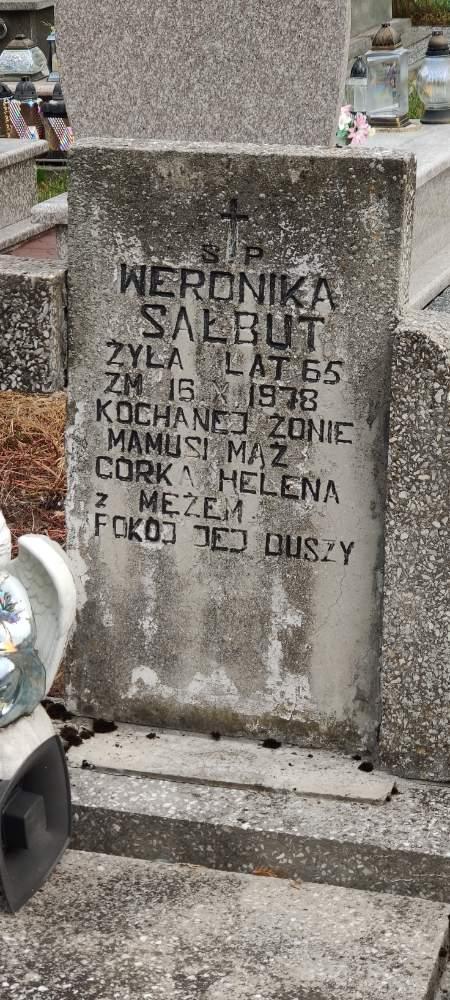 Ś P
WERONIKA
SAŁBUT
ŻYŁA LAT 65
ZM 16 X 1978
KOCHANEJ ŻONIE
MAMUSI MĄŻ
CÓRKA HELENA
z MĘŻEM
POKÓJ JEJ DUSZY